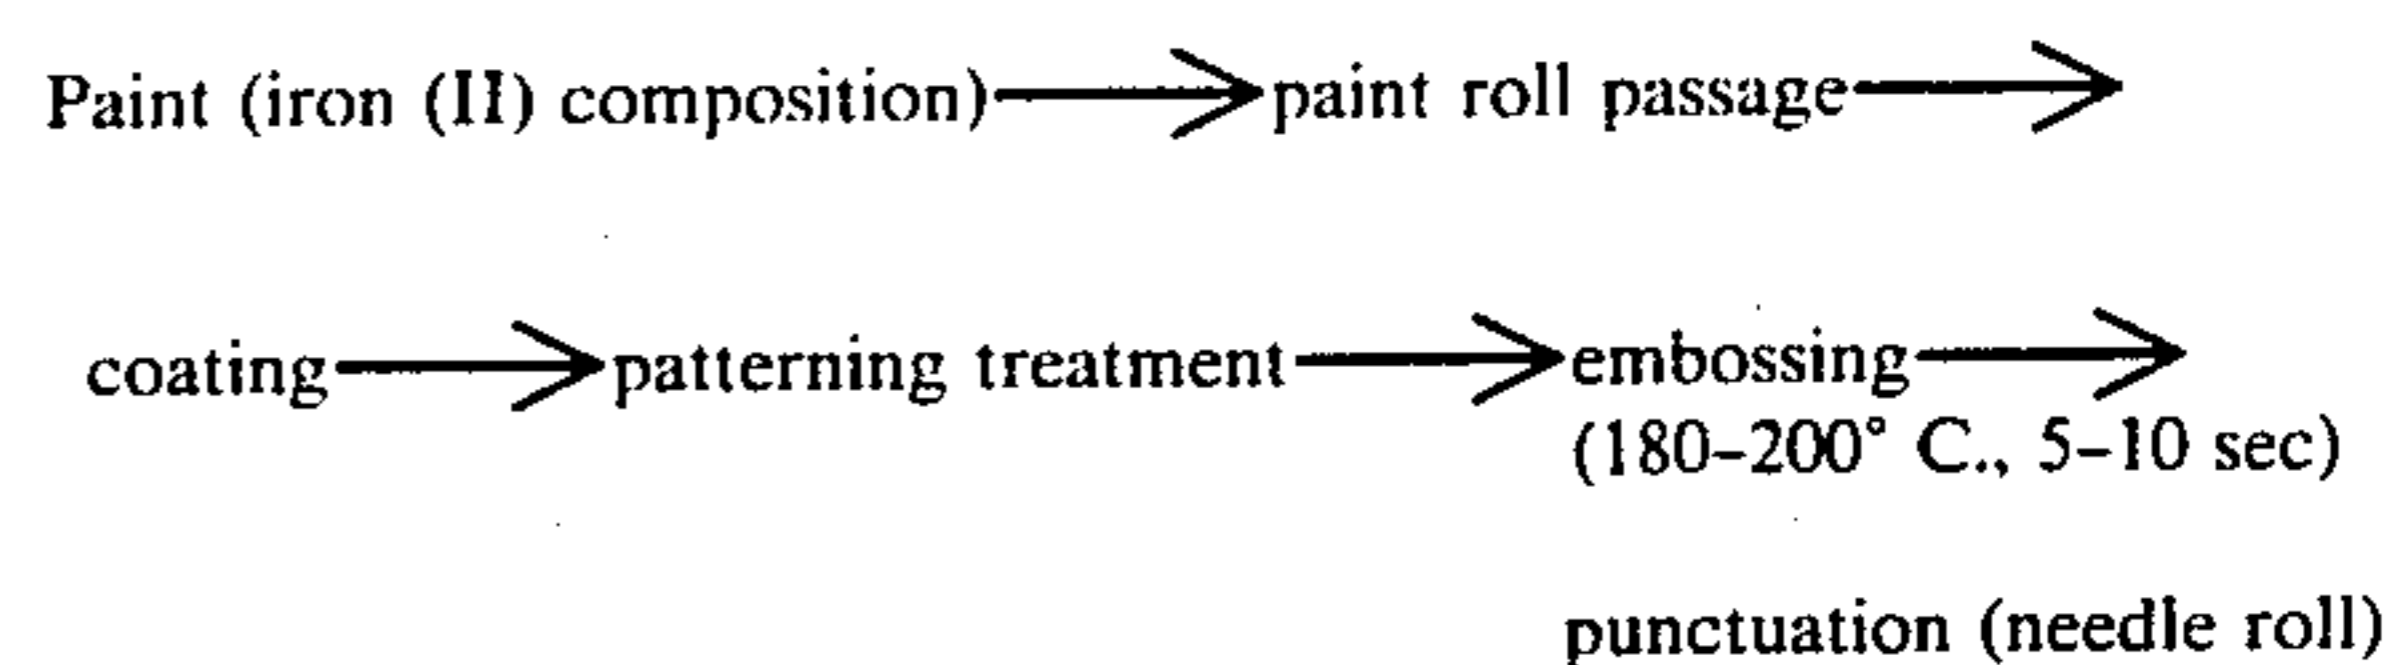 Paint (iron (II) composition)⟶paint roll passage⟶
coating⟶patterning treatment⟶embossing⟶
(180–200° C., 5–10 sec)
punctuation (needle roll)